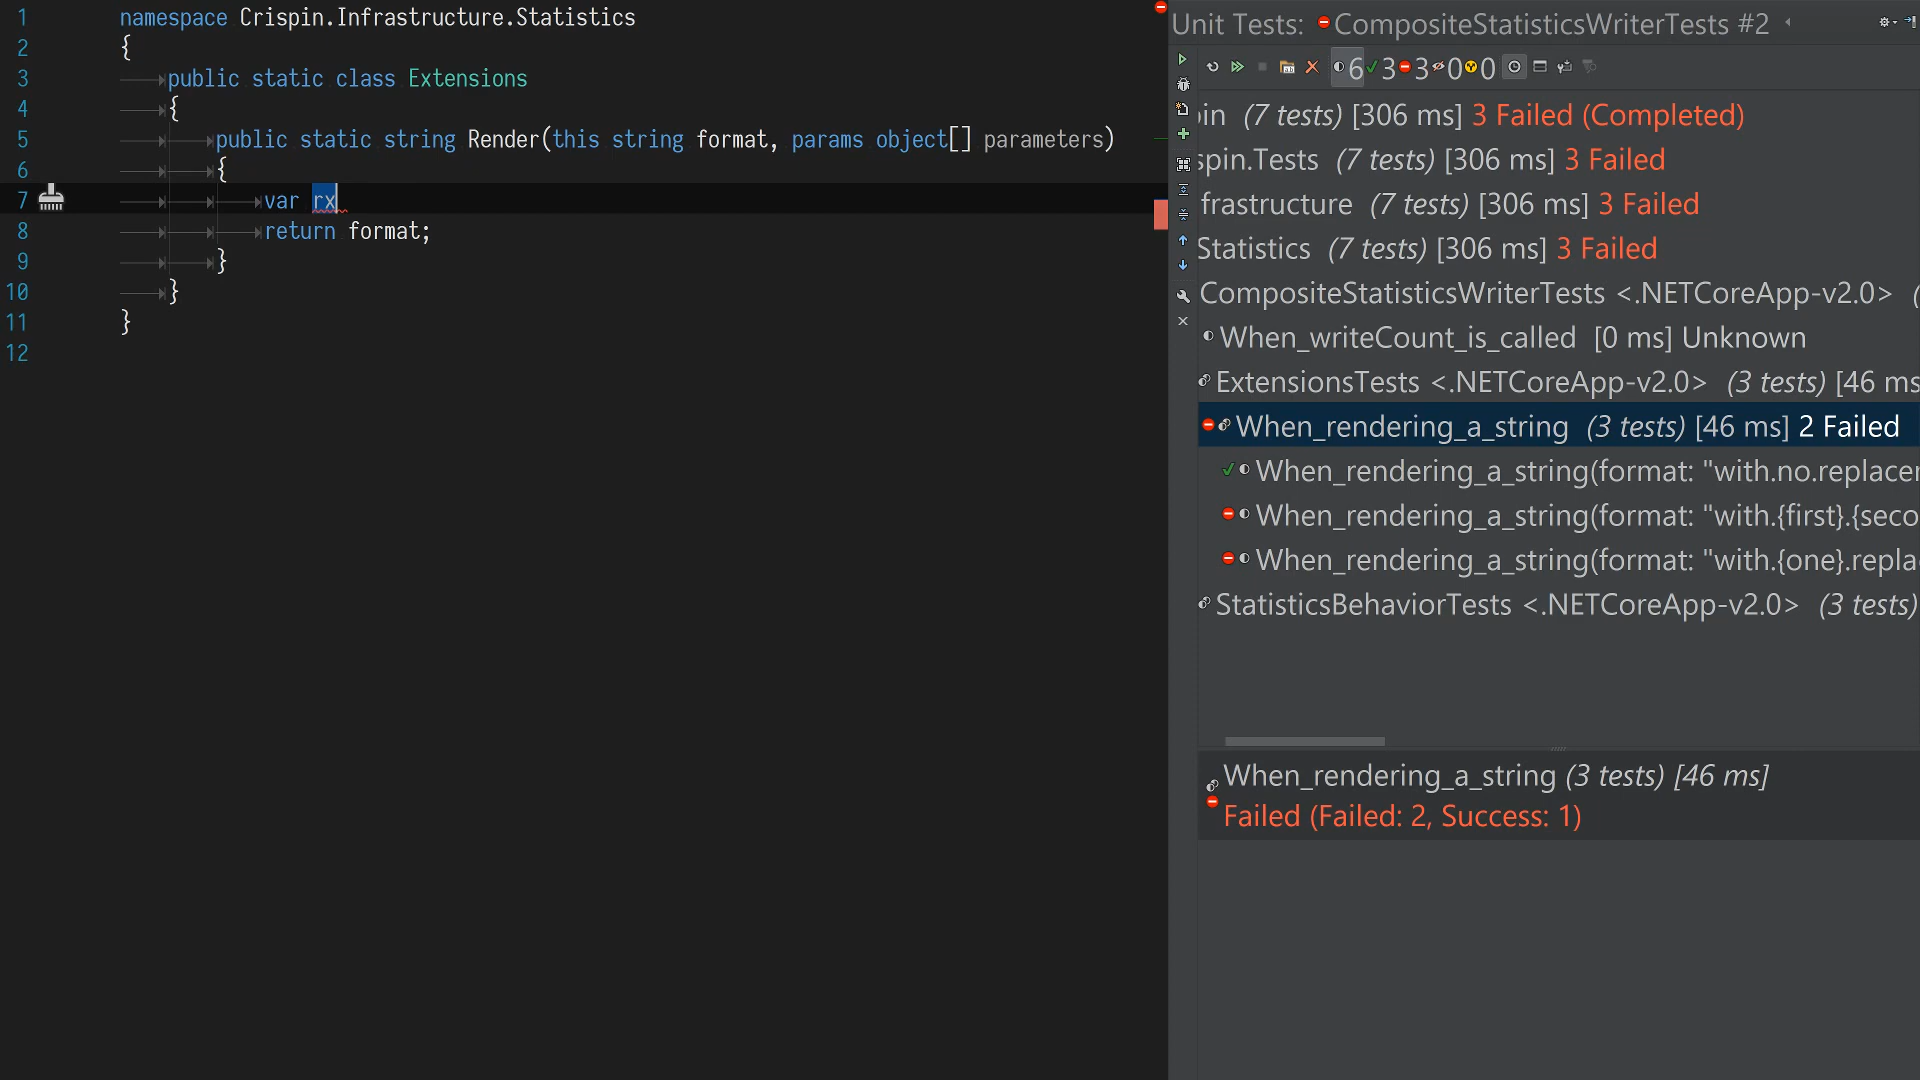 1 namespace Crispin.Infrastructure.Statistics
2 {
3 public static class Extensions
4 {
5 public static string Render(this string format, params object[] parameters)
6 {
7 var rx
8 return format;
9 }
10 }
11 }
12
Unit Tests: CompositeStatisticsWriterTests #2
6 3 3 0 0
pin (7 tests) [306 ms] 3 Failed (Completed)
spin.Tests (7 tests) [306 ms] 3 Failed
frastructure (7 tests) [306 ms] 3 Failed
Statistics (7 tests) [306 ms] 3 Failed
CompositeStatisticsWriterTests <.NETCoreApp-v2.0> (
When_writeCount_is_called [0 ms] Unknown
ExtensionsTests <.NETCoreApp-v2.0> (3 tests) [46 ms
When_rendering_a_string (3 tests) [46 ms] 2 Failed
When_rendering_a_string(format: "with.no.replacem
When_rendering_a_string(format: "with.{first}.{seco
When_rendering_a_string(format: "with.{one}.repla
StatisticsBehaviorTests <.NETCoreApp-v2.0> (3 tests)
When_rendering_a_string (3 tests) [46 ms]
Failed (Failed: 2, Success: 1)